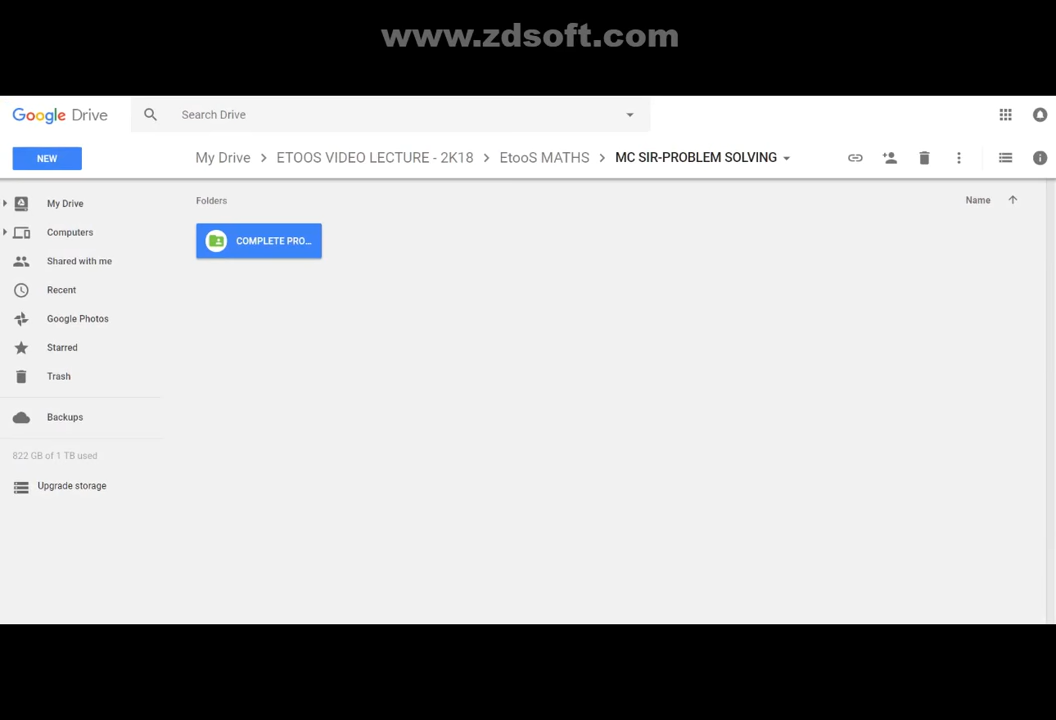 www.zdsoft.com
Google Drive
Search Drive
NEW
My Drive > ETOOS VIDEO LECTURE - 2K18 > EtooS MATHS > MC SIR-PROBLEM SOLVING
My Drive
Computers
Shared with me
Recent
Google Photos
Starred
Trash
Backups
822 GB of 1 TB used
Upgrade storage
Folders
Name
COMPLETE PRO...